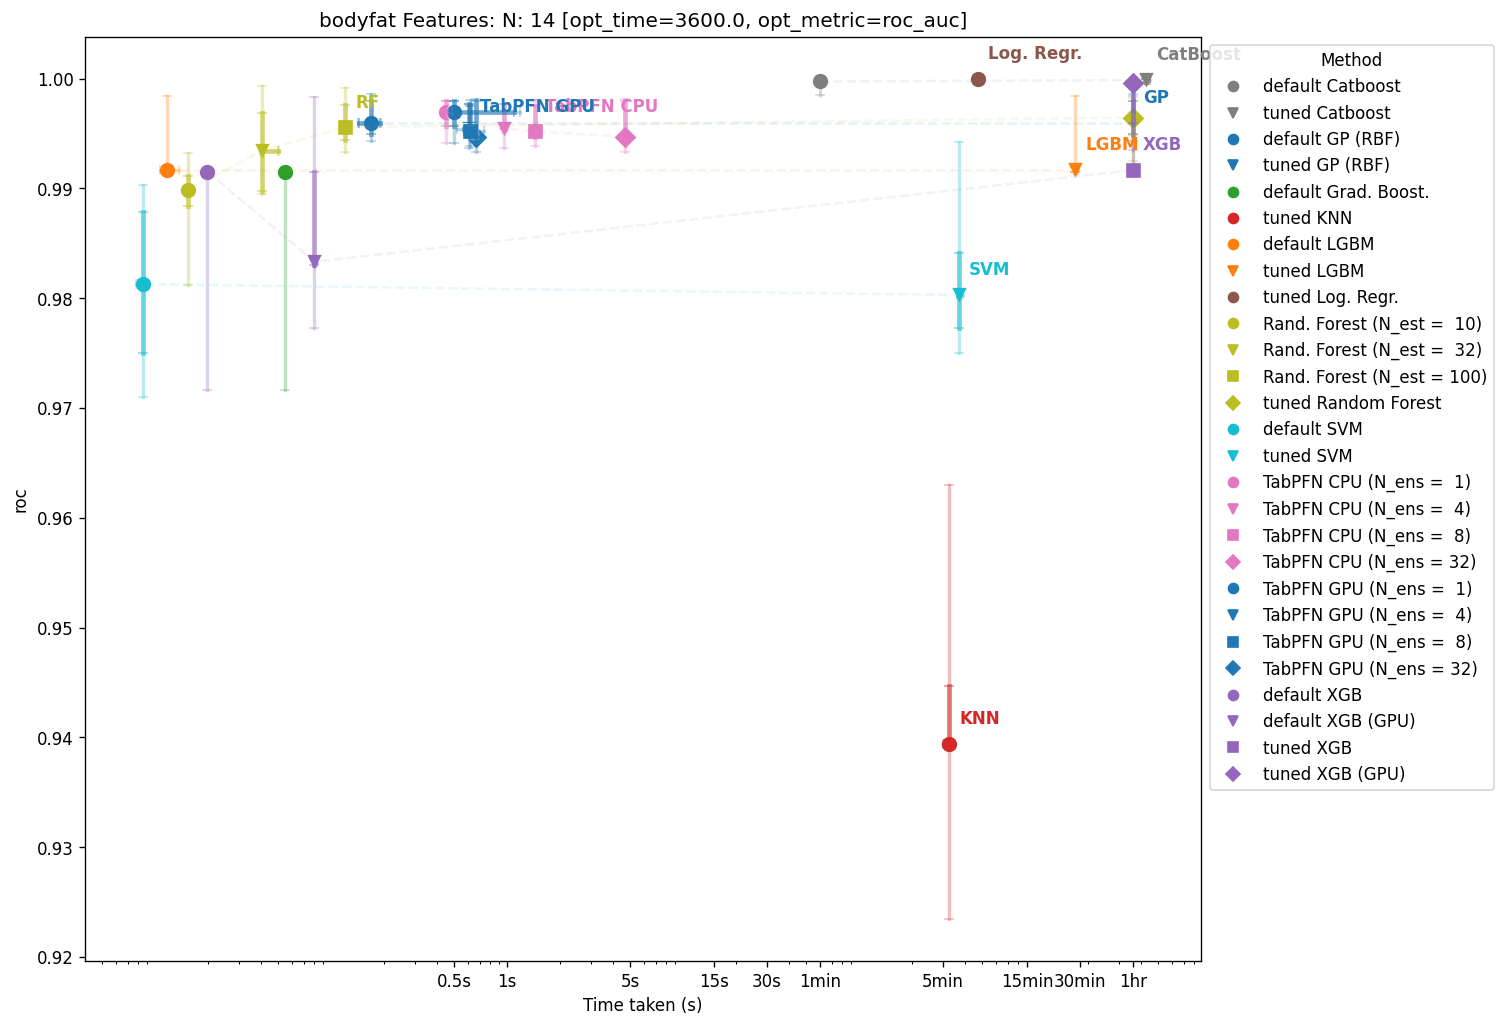 bodyfat Features: N: 14 [opt_time=3600.0, opt_metric=roc_auc]
1.00
0.99
0.98
0.97
0.96
0.95
0.94
0.93
0.92
roc
Log. Regr.
CatBoost
RF
TabPFN GPU
TabPFN CPU
GP
LGBM
XGB
SVM
KNN
0.5s 1s 5s 15s 30s 1min 5min 15min 30min 1hr
Time taken (s)
Method
default Catboost
tuned Catboost
default GP (RBF)
tuned GP (RBF)
default Grad. Boost.
tuned KNN
default LGBM
tuned LGBM
tuned Log. Regr.
Rand. Forest (N_est =  10)
Rand. Forest (N_est =  32)
Rand. Forest (N_est = 100)
tuned Random Forest
default SVM
tuned SVM
TabPFN CPU (N_ens =  1)
TabPFN CPU (N_ens =  4)
TabPFN CPU (N_ens =  8)
TabPFN CPU (N_ens = 32)
TabPFN GPU (N_ens =  1)
TabPFN GPU (N_ens =  4)
TabPFN GPU (N_ens =  8)
TabPFN GPU (N_ens = 32)
default XGB
default XGB (GPU)
tuned XGB
tuned XGB (GPU)